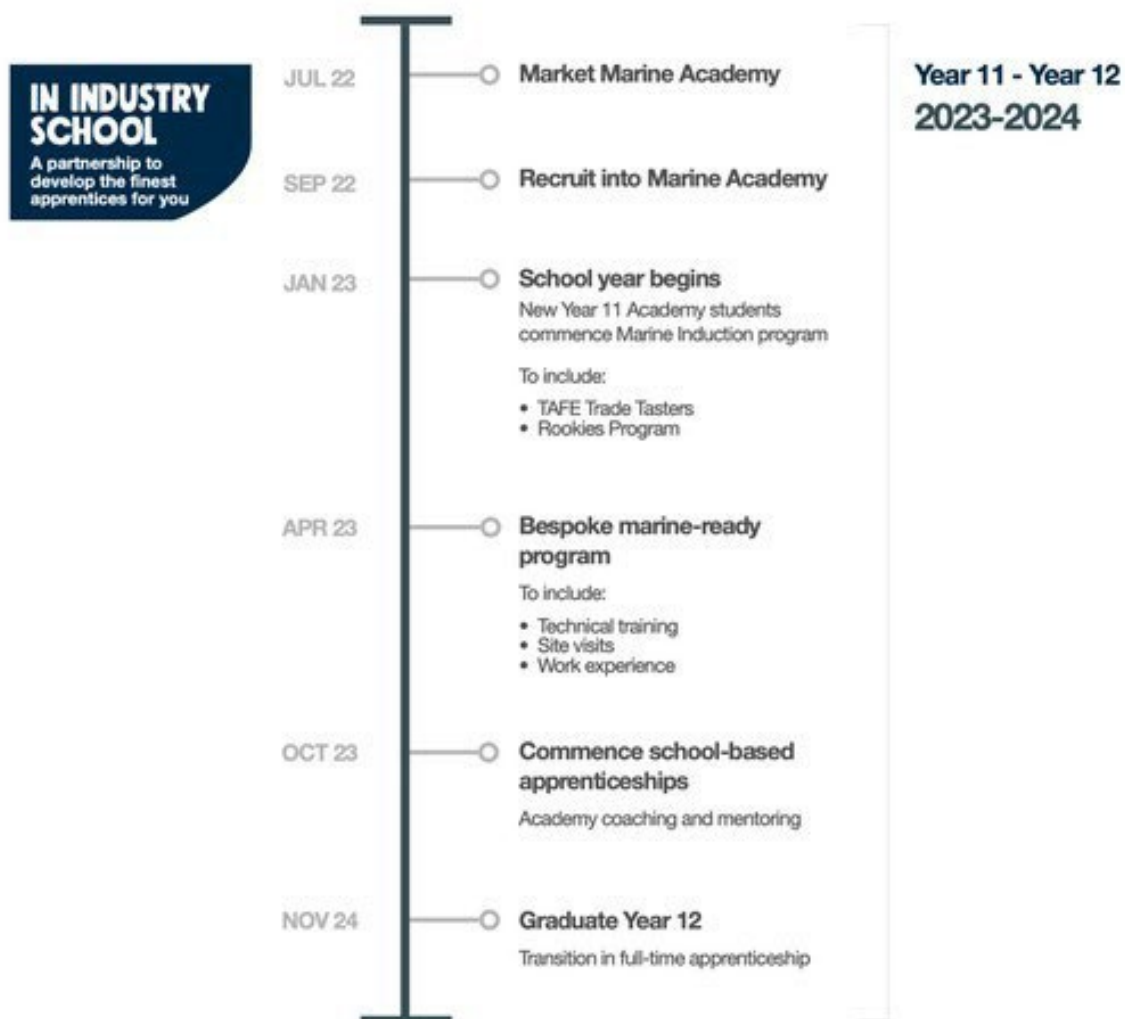 IN INDUSTRY
SCHOOL
A partnership to
develop the finest
apprentices for you
JUL 22
Market Marine Academy
SEP 22
Recruit into Marine Academy
JAN 23
School year begins
New Year 11 Academy students
commence Marine Induction program
To include:
• TAFE Trade Tasters
• Rookies Program
APR 23
Bespoke marine-ready
program
To include:
• Technical training
• Site visits
• Work experience
OCT 23
Commence school-based
apprenticeships
Academy coaching and mentoring
NOV 24
Graduate Year 12
Transition in full-time apprenticeship
Year 11 - Year 12
2023-2024